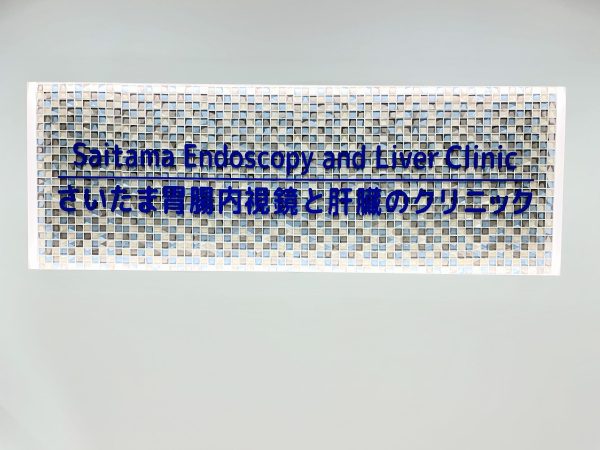 Saitama Endoscopy and Liver Clinic
さいたま胃腸内視鏡と肝臓のクリニック